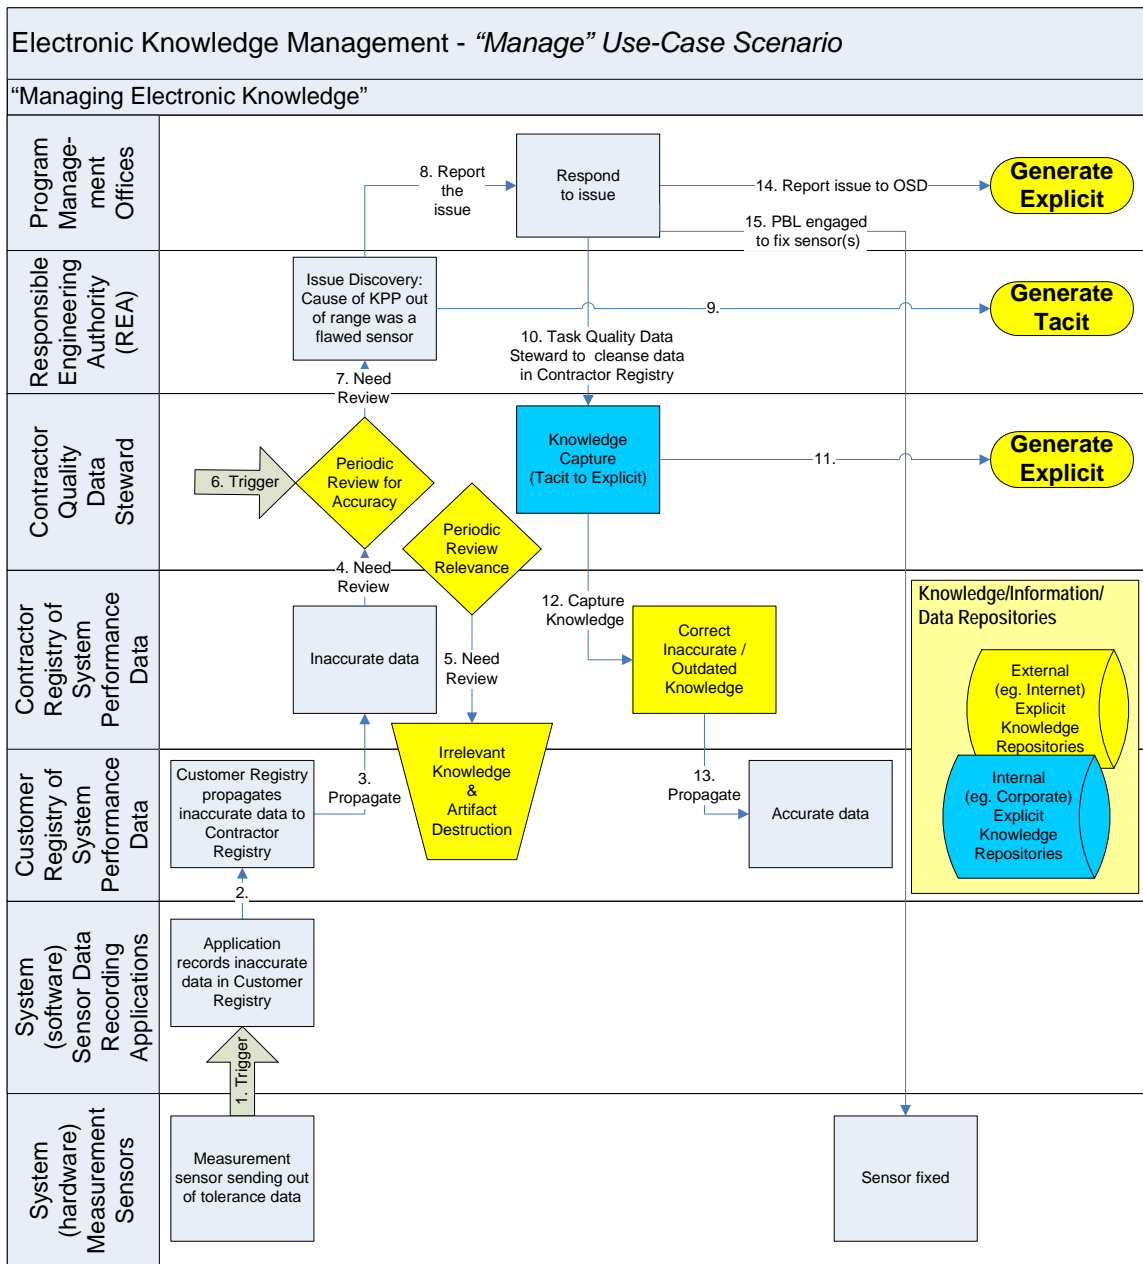 Electronic Knowledge Management - “Manage” Use-Case Scenario
“Managing Electronic Knowledge”
Program
Manage-
ment
Offices
8. Report
the
issue
Respond
to issue
14. Report issue to OSD
Generate
Explicit
15. PBL engaged
to fix sensor(s)
Responsible
Engineering
Authority
(REA)
Issue Discovery:
Cause of KPP out
of range was a
flawed sensor
9.
Generate
Tacit
10. Task Quality Data
Steward to cleanse data
in Contractor Registry
7. Need
Review
Contractor
Quality
Data
Steward
6. Trigger
Periodic
Review for
Accuracy
Knowledge
Capture
(Tacit to Explicit)
11.
Generate
Explicit
Periodic
Review
Relevance
4. Need
Review
Contractor
Registry of
System
Performance
Data
Inaccurate data
5. Need
Review
12. Capture
Knowledge
Correct
Inaccurate /
Outdated
Knowledge
Knowledge/Information/
Data Repositories
External
(eg. Internet)
Explicit
Knowledge
Repositories
Internal
(eg. Corporate)
Explicit
Knowledge
Repositories
Customer
Registry of
System
Performance
Data
Customer Registry
propagates
inaccurate data to
Contractor
Registry
3.
Propagate
Irrelevant
Knowledge
&
Artifact
Destruction
13.
Propagate
Accurate data
2.
System
(software)
Sensor Data
Recording
Applications
Application
records inaccurate
data in Customer
Registry
1. Trigger
System
(hardware)
Measurement
Sensors
Measurement
sensor sending out
of tolerance data
Sensor fixed